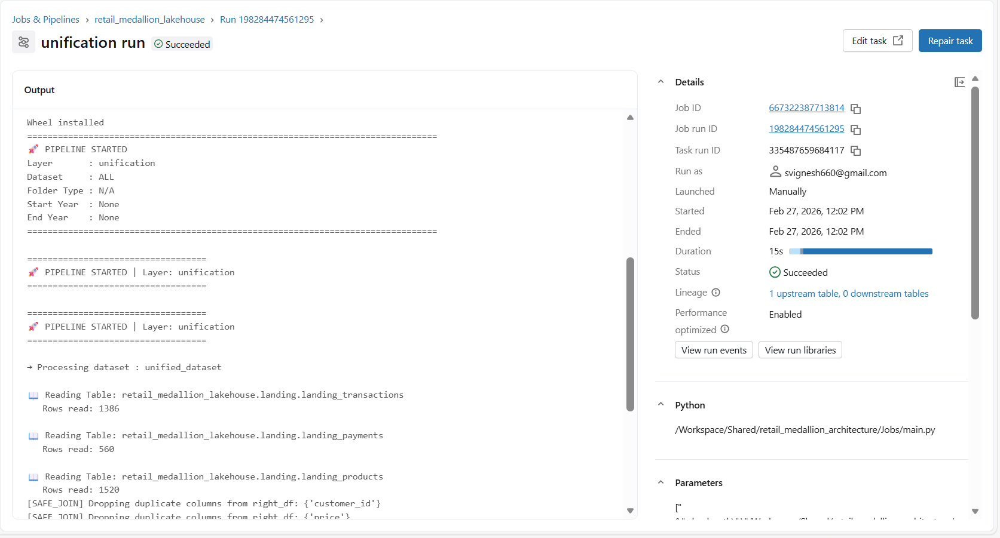 Jobs & Pipelines › retail_medallion_lakehouse › Run 198284474561295 ›
unification run Succeeded
Edit task
Repair task
Output
Wheel installed
================================================================================
🚀 PIPELINE STARTED
Layer : unification
Dataset : ALL
Folder Type : N/A
Start Year : None
End Year : None
================================================================================
===================================
🚀 PIPELINE STARTED | Layer: unification
===================================
===================================
🚀 PIPELINE STARTED | Layer: unification
===================================
→ Processing dataset : unified_dataset
📖 Reading Table: retail_medallion_lakehouse.landing.landing_transactions
Rows read: 1386
📖 Reading Table: retail_medallion_lakehouse.landing.landing_payments
Rows read: 560
📖 Reading Table: retail_medallion_lakehouse.landing.landing_products
Rows read: 1520
[SAFE_JOIN] Dropping duplicate columns from right_df: {'customer_id'}
[SAFE_JOIN] Dropping duplicate columns from right_df: {'price'}
Details
Job ID 667322387713814
Job run ID 198284474561295
Task run ID 335487659684117
Run as svignesh660@gmail.com
Launched Manually
Started Feb 27, 2026, 12:02 PM
Ended Feb 27, 2026, 12:02 PM
Duration 15s
Status Succeeded
Lineage 1 upstream table, 0 downstream tables
Performance optimized Enabled
View run events View run libraries
Python
/Workspace/Shared/retail_medallion_architecture/Jobs/main.py
Parameters
["